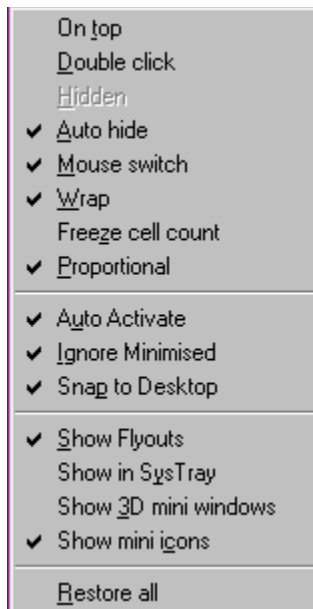 On top
Double click
Hidden
Auto hide
Mouse switch
Wrap
Freeze cell count
Proportional
Auto Activate
Ignore Minimised
Snap to Desktop
Show Flyouts
Show in SysTray
Show 3D mini windows
Show mini icons
Restore all